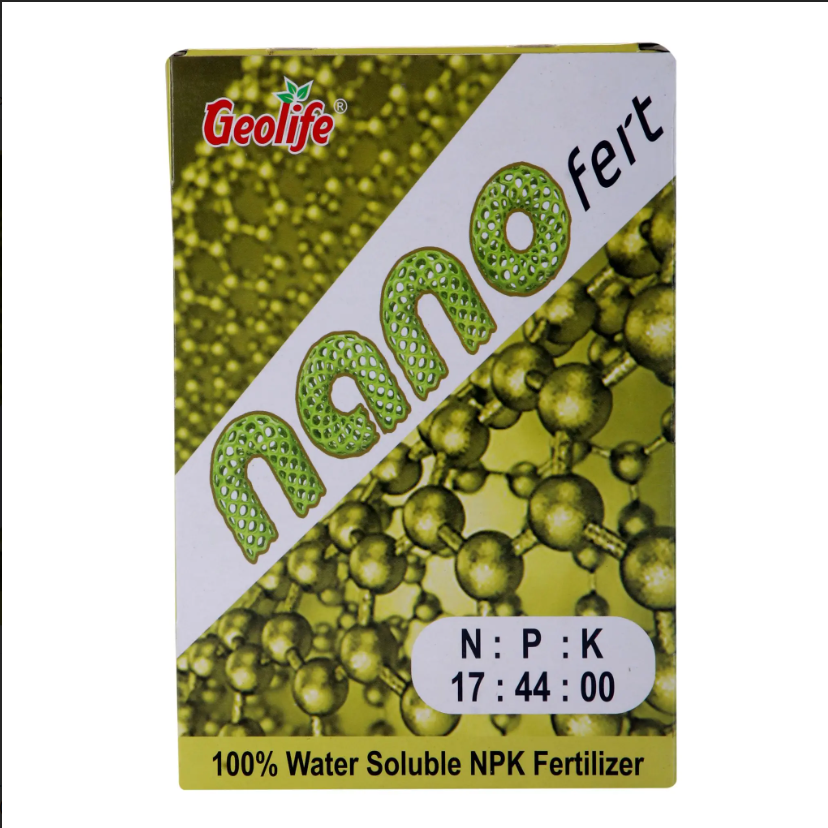 Geolife®
nano fert
N : P : K
17 : 44 : 00
100% Water Soluble NPK Fertilizer